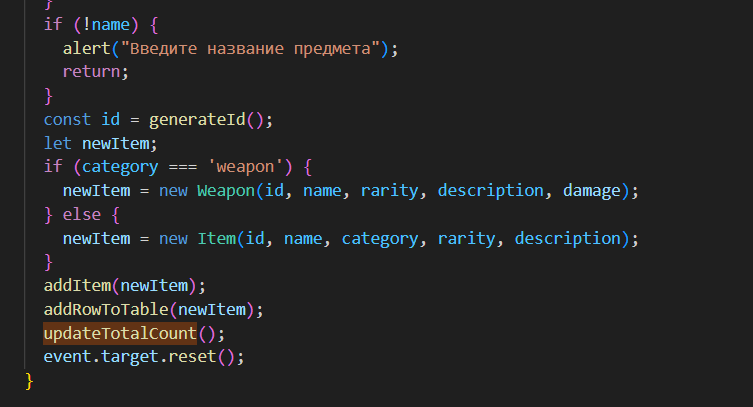 }
if (!name) {
alert("Введите название предмета");
return;
}
const id = generateId();
let newItem;
if (category === 'weapon') {
newItem = new Weapon(id, name, rarity, description, damage);
} else {
newItem = new Item(id, name, category, rarity, description);
}
addItem(newItem);
addRowToTable(newItem);
updateTotalCount();
event.target.reset();
}